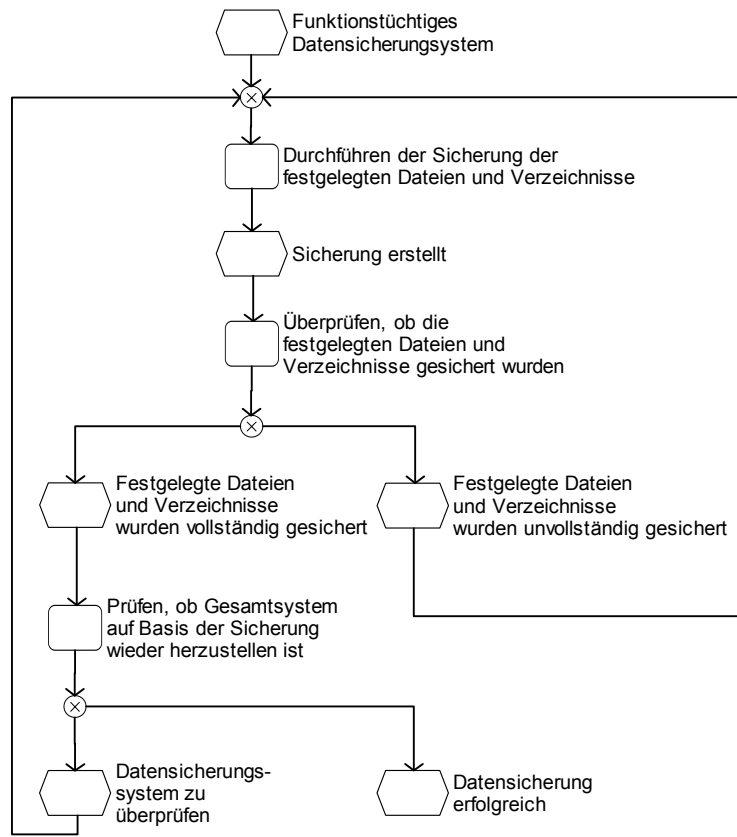 Funktionstüchtiges
Datensicherungsystem
Durchführen der Sicherung der
festgelegten Dateien und Verzeichnisse
Sicherung erstellt
Überprüfen, ob die
festgelegten Dateien und
Verzeichnisse gesichert wurden
Festgelegte Dateien
und Verzeichnisse
wurden vollständig gesichert
Festgelegte Dateien
und Verzeichnisse
wurden unvollständig gesichert
Prüfen, ob Gesamtsystem
auf Basis der Sicherung
wieder herzustellen ist
Datensicherungs-
system zu
überprüfen
Datensicherung
erfolgreich